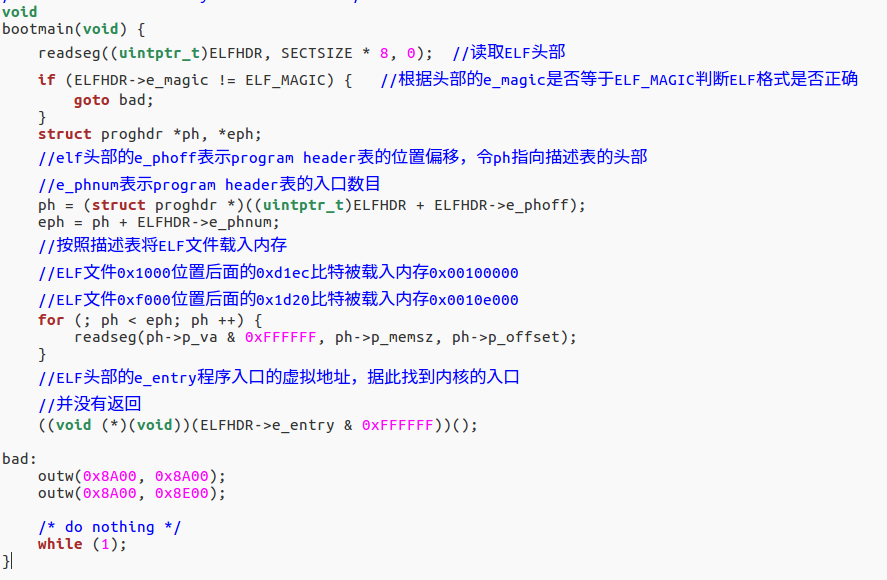 void
bootmain(void) {
    readseg((uintptr_t)ELFHDR, SECTSIZE * 8, 0);  //读取ELF头部
    if (ELFHDR->e_magic != ELF_MAGIC) {   //根据头部的e_magic是否等于ELF_MAGIC判断ELF格式是否正确
        goto bad;
    }
    struct proghdr *ph, *eph;
    //elf头部的e_phoff表示program header表的位置偏移，令ph指向描述表的头部
    //e_phnum表示program header表的入口数目
    ph = (struct proghdr *)((uintptr_t)ELFHDR + ELFHDR->e_phoff);
    eph = ph + ELFHDR->e_phnum;
    //按照描述表将ELF文件载入内存
    //ELF文件0x1000位置后面的0xd1ec比特被载入内存0x00100000
    //ELF文件0xf000位置后面的0x1d20比特被载入内存0x0010e000
    for (; ph < eph; ph ++) {
        readseg(ph->p_va & 0xFFFFFF, ph->p_memsz, ph->p_offset);
    }
    //ELF头部的e_entry程序入口的虚拟地址，据此找到内核的入口
    //并没有返回
    ((void (*)(void))(ELFHDR->e_entry & 0xFFFFFF))();

bad:
    outw(0x8A00, 0x8A00);
    outw(0x8A00, 0x8E00);

    /* do nothing */
    while (1);
}